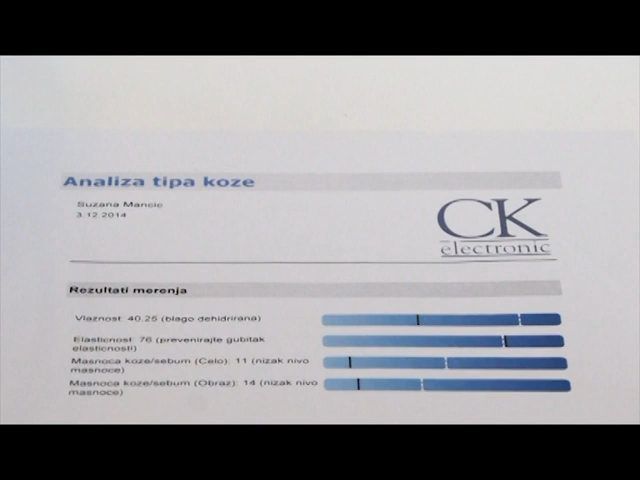 Analiza tipa koze
Suzana Mancic
3.12.2014
CK
electronic
Rezultati merenja
Vlaznost: 40.25 (blago dehidrirana)
Elasticnost: 76 (prevenirajte gubitak
elasticnosti)
Masnoca koze/sebum (Celo): 11 (nizak nivo
masnoce)
Masnoca koze/sebum (Obraz): 14 (nizak nivo
masnoce)